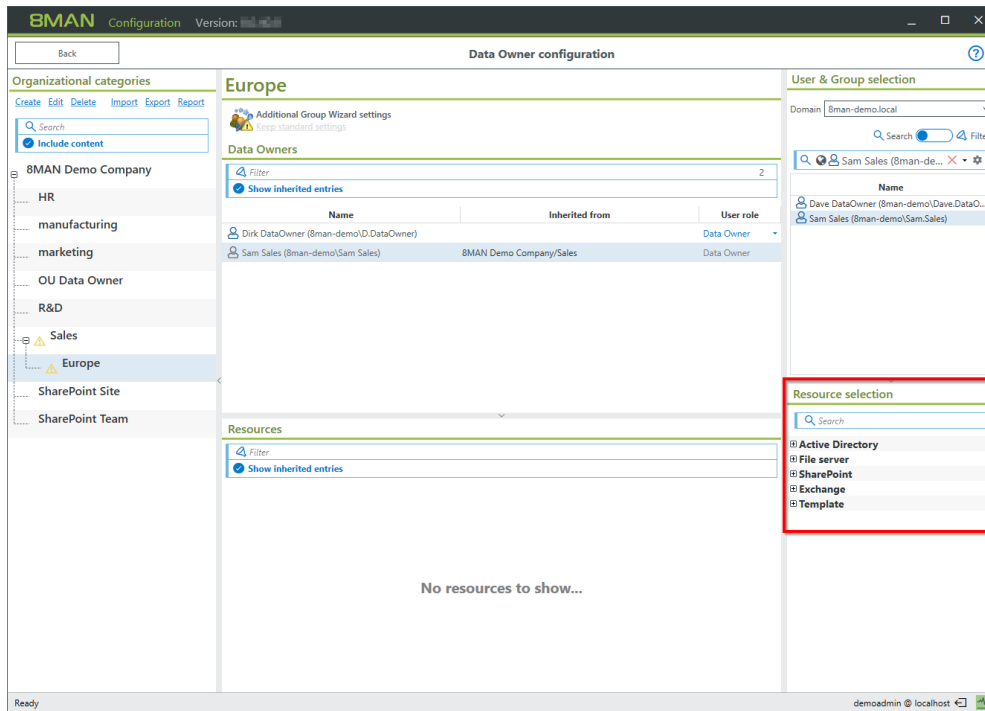 8MAN Configuration Version:
Back
Data Owner configuration
Organizational categories
Create Edit Delete Import Export Report
Search
Include content
8MAN Demo Company
HR
manufacturing
marketing
OU Data Owner
R&D
Sales
Europe
SharePoint Site
SharePoint Team
Europe
Additional Group Wizard settings
Keep standard settings
Data Owners
Filter 2
Show inherited entries
Name Inherited from User role
Dirk DataOwner (8man-demo\D.DataOwner) Data Owner
Sam Sales (8man-demo\Sam Sales) 8MAN Demo Company/Sales Data Owner
Resources
Filter
Show inherited entries
No resources to show...
User & Group selection
Domain 8man-demo.local
Search Filte
Sam Sales (8man-de...
Name
Dave DataOwner (8man-demo\Dave.DataO...
Sam Sales (8man-demo\Sam.Sales)
Resource selection
Search
Active Directory
File server
SharePoint
Exchange
Template
Ready
demoadmin @ localhost